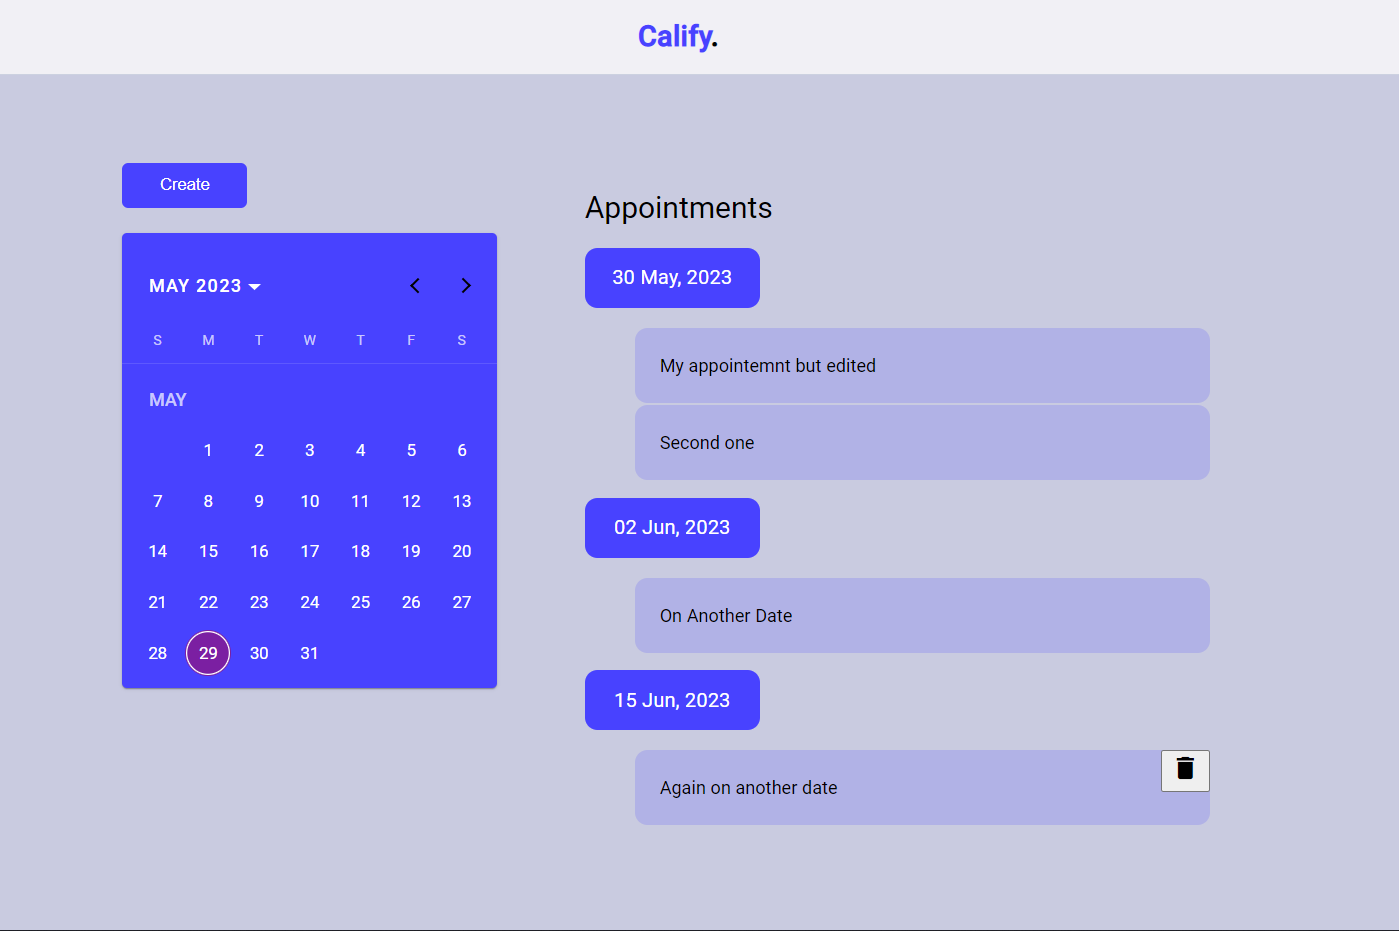 Calify.
Create
MAY 2023
S M T W T F S
MAY
1 2 3 4 5 6
7 8 9 10 11 12 13
14 15 16 17 18 19 20
21 22 23 24 25 26 27
28 29 30 31
Appointments
30 May, 2023
My appointemnt but edited
Second one
02 Jun, 2023
On Another Date
15 Jun, 2023
Again on another date